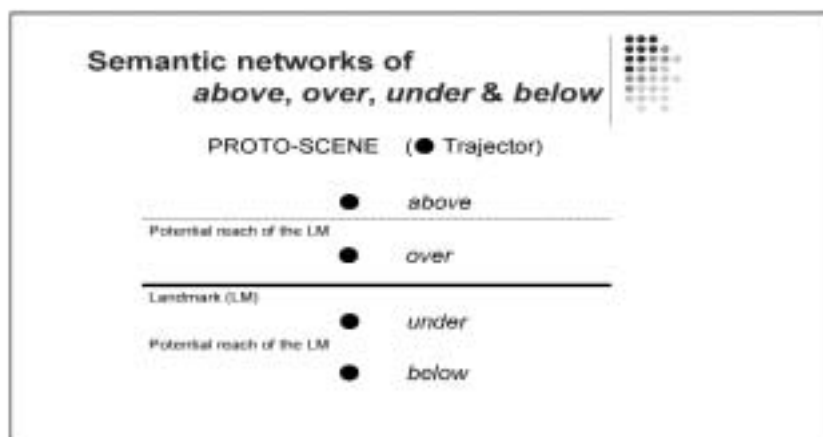 Semantic networks of
above, over, under & below
PROTO-SCENE (● Trajector)
above
Potential reach of the LM
over
Landmark (LM)
under
Potential reach of the LM
below